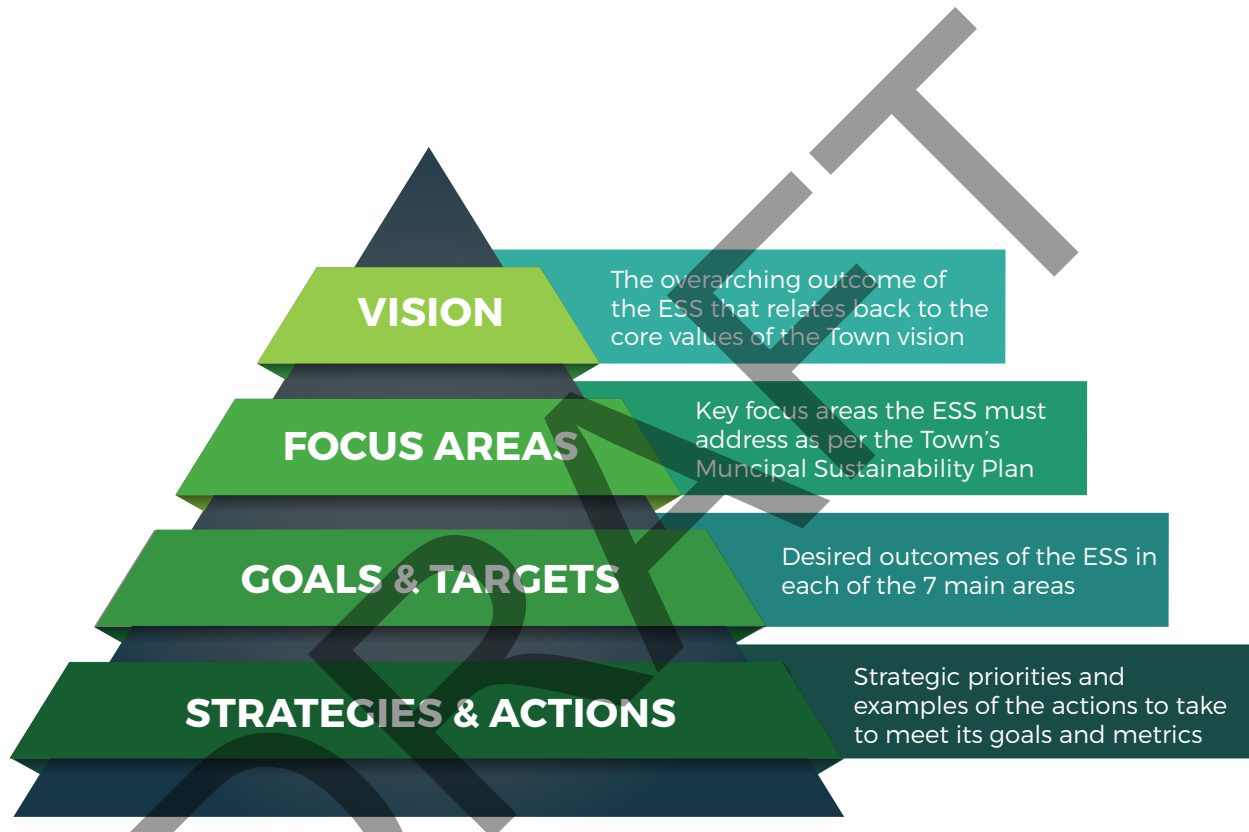 VISION
The overarching outcome of
the ESS that relates back to the
core values of the Town vision
FOCUS AREAS
Key focus areas the ESS must
address as per the Town's
Muncipal Sustainability Plan
GOALS & TARGETS
Desired outcomes of the ESS in
each of the 7 main areas
STRATEGIES & ACTIONS
Strategic priorities and
examples of the actions to take
to meet its goals and metrics
DRAFT